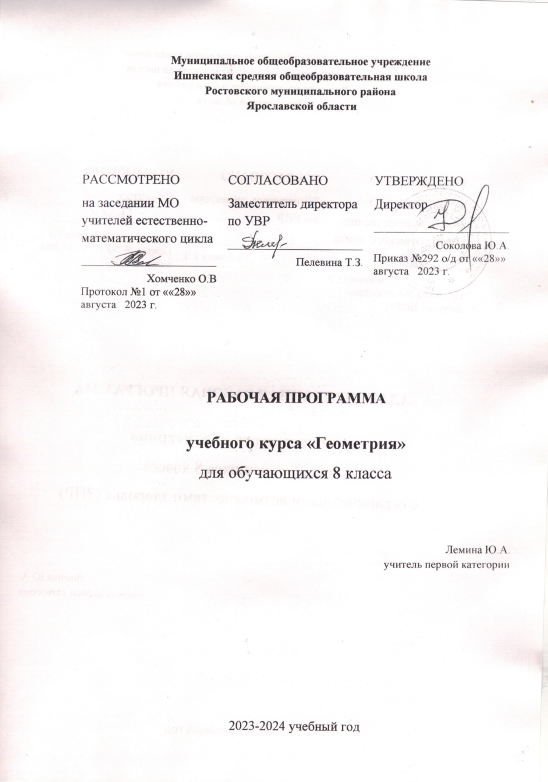 Муниципальное общеобразовательное учреждение
Ишненская средняя общеобразовательная школа
Ростовского муниципального района
Ярославской области
РАССМОТРЕНО
на заседании МО
учителей естественно-
математического цикла
Хомченко О.В
Протокол №1 от ««28»»
августа 2023 г.
СОГЛАСОВАНО
Заместитель директора
по УВР
Пелевина Т.З.
УТВЕРЖДЕНО
Директор
Соколова Ю.А.
Приказ №292 о/д от ««28»»
августа 2023 г.
РАБОЧАЯ ПРОГРАММА
учебного курса «Геометрия»
для обучающихся 8 класса
Лемина Ю.А.
учитель первой категории
2023-2024 учебный год